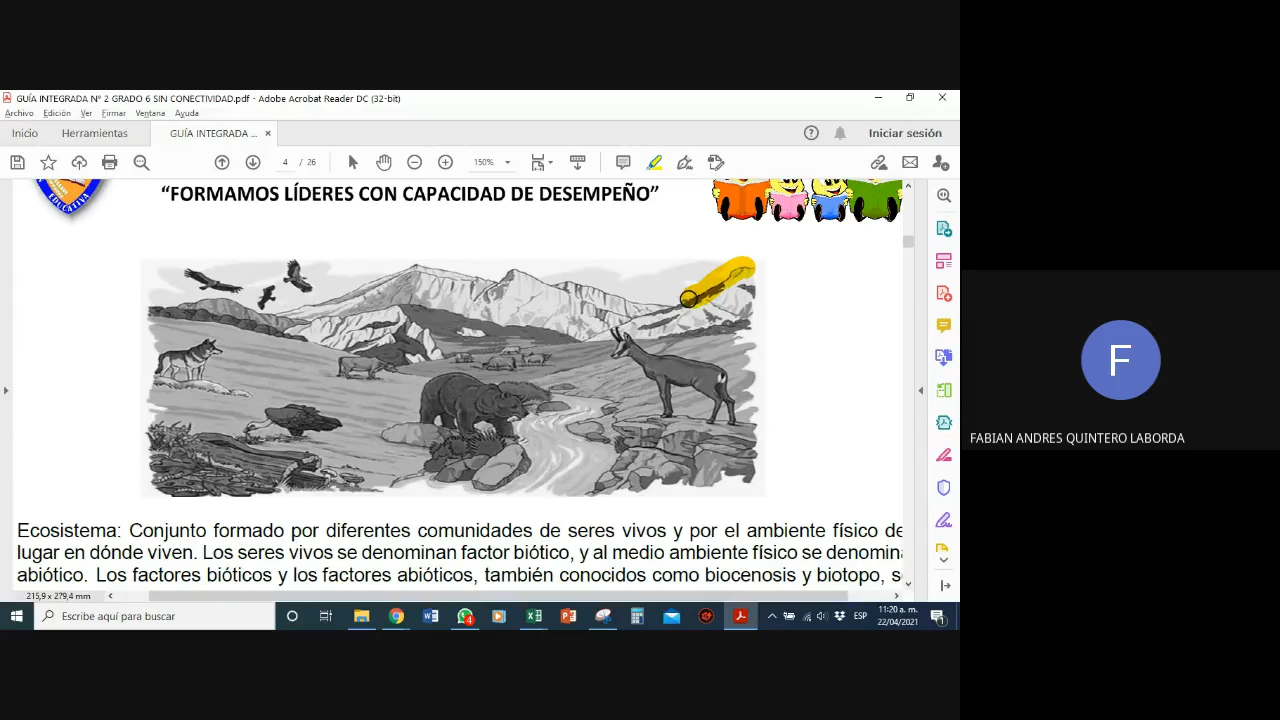 GUÍA INTEGRADA N° 2 GRADO 6 SIN CONECTIVIDAD.pdf - Adobe Acrobat Reader DC (32-bit)
Archivo Edición Ver Firmar Ventana Ayuda
Inicio Herramientas GUÍA INTEGRADA ... × Iniciar sesión
4 / 26 150%
EDUCATIVA
“FORMAMOS LÍDERES CON CAPACIDAD DE DESEMPEÑO”
Ecosistema: Conjunto formado por diferentes comunidades de seres vivos y por el ambiente físico de
lugar en dónde viven. Los seres vivos se denominan factor biótico, y al medio ambiente físico se denomin
abiótico. Los factores bióticos y los factores abióticos, también conocidos como biocenosis y biotopo, s
215,9 x 279,4 mm
Escribe aquí para buscar
4
ESP
11:20 a. m.
22/04/2021
1
F
FABIAN ANDRES QUINTERO LABORDA